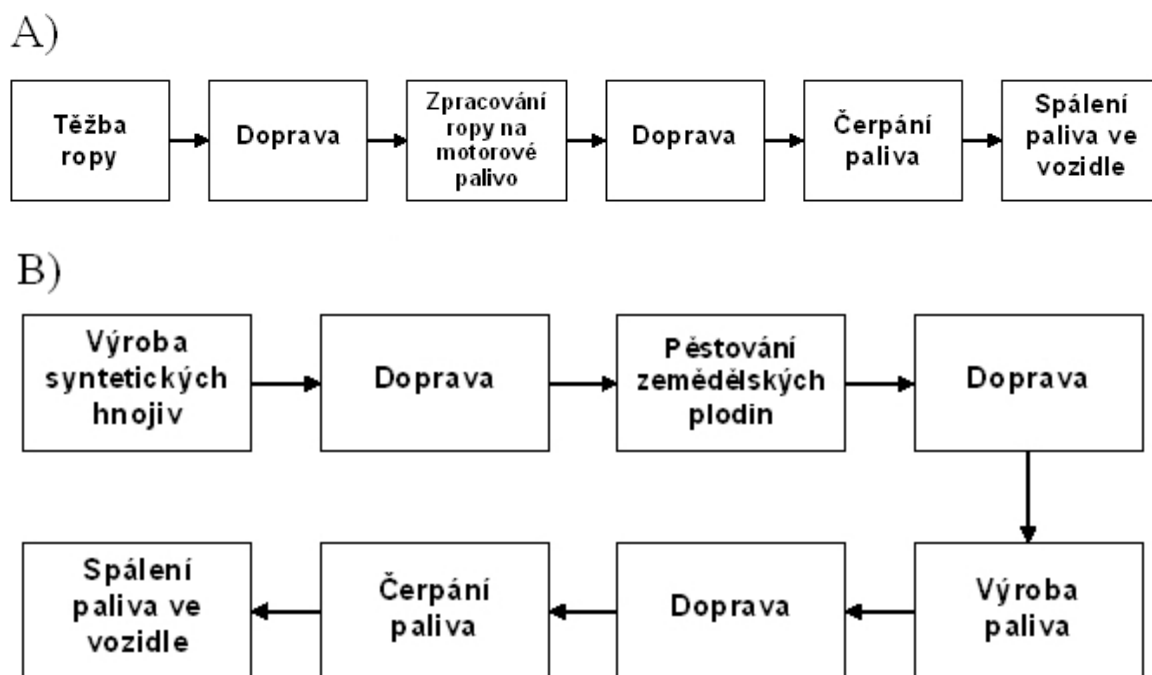 A)
Těžba
ropy
Doprava
Zpracování
ropy na
motorové
palivo
Doprava
Čerpání
paliva
Spálení
paliva ve
vozidle
B)
Výroba
syntetických
hnojiv
Doprava
Pěstování
zemědělských
plodin
Doprava
Výroba
paliva
Doprava
Čerpání
paliva
Spálení
paliva ve
vozidle